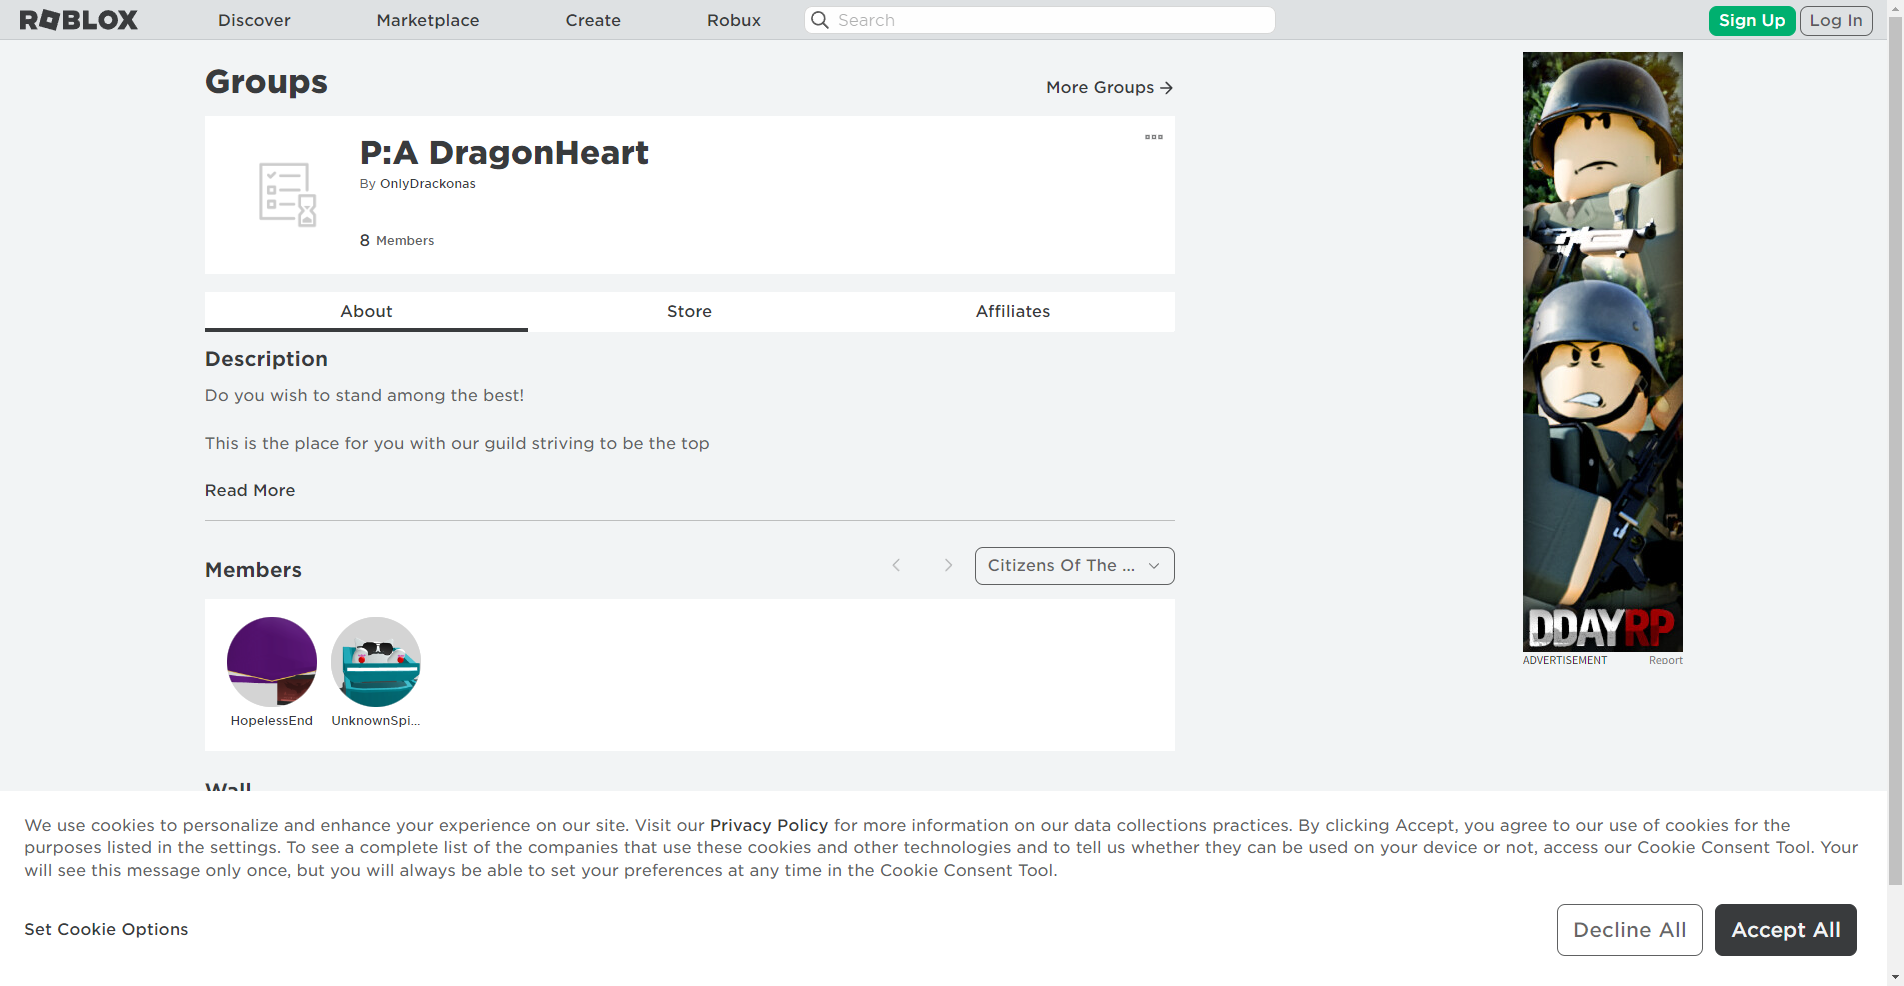 ROBLOX
Discover
Marketplace
Create
Robux
Search
Sign Up
Log In
Groups
More Groups
P:A DragonHeart
By OnlyDrackonas
8 Members
About
Store
Affiliates
Description
Do you wish to stand among the best!
This is the place for you with our guild striving to be the top
Read More
Members
Citizens Of The ...
HopelessEnd
UnknownSpi...
DDAYRP
ADVERTISEMENT
Report
Wall
We use cookies to personalize and enhance your experience on our site. Visit our Privacy Policy for more information on our data collections practices. By clicking Accept, you agree to our use of cookies for the
purposes listed in the settings. To see a complete list of the companies that use these cookies and other technologies and to tell us whether they can be used on your device or not, access our Cookie Consent Tool. Your
will see this message only once, but you will always be able to set your preferences at any time in the Cookie Consent Tool.
Set Cookie Options
Decline All
Accept All